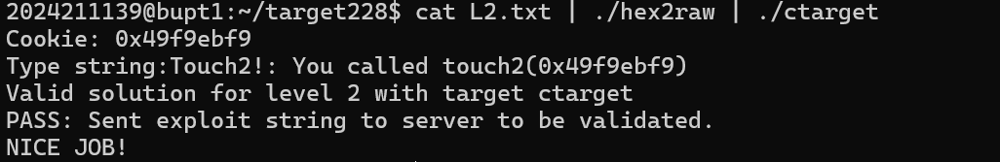 2024211139@bupt1:~/target228$ cat L2.txt | ./hex2raw | ./ctarget
Cookie: 0x49f9ebf9
Type string:Touch2!: You called touch2(0x49f9ebf9)
Valid solution for level 2 with target ctarget
PASS: Sent exploit string to server to be validated.
NICE JOB!